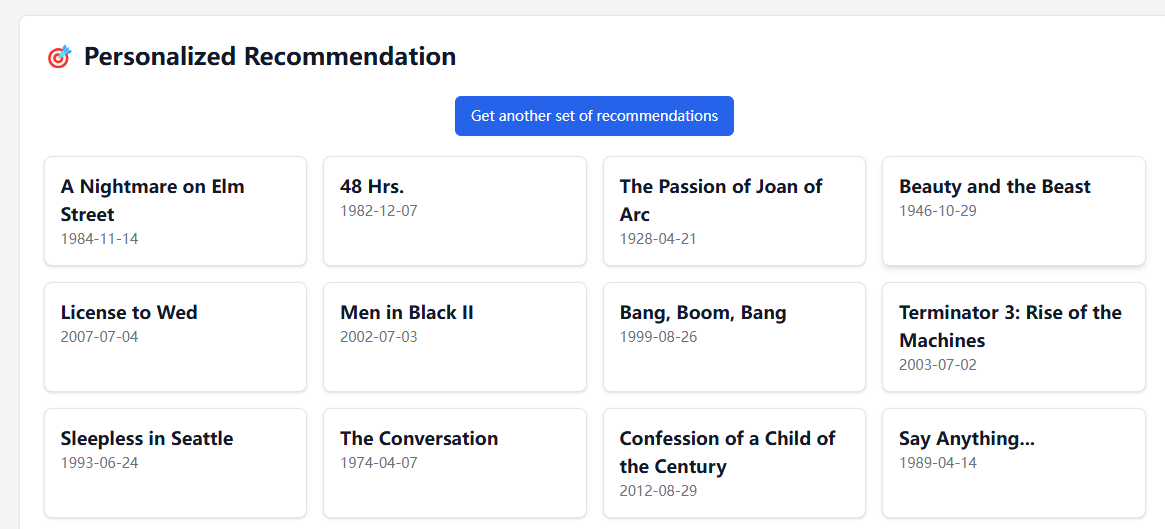 Personalized Recommendation
Get another set of recommendations
A Nightmare on Elm
Street
1984-11-14
48 Hrs.
1982-12-07
The Passion of Joan of
Arc
1928-04-21
Beauty and the Beast
1946-10-29
License to Wed
2007-07-04
Men in Black II
2002-07-03
Bang, Boom, Bang
1999-08-26
Terminator 3: Rise of the
Machines
2003-07-02
Sleepless in Seattle
1993-06-24
The Conversation
1974-04-07
Confession of a Child of
the Century
2012-08-29
Say Anything...
1989-04-14